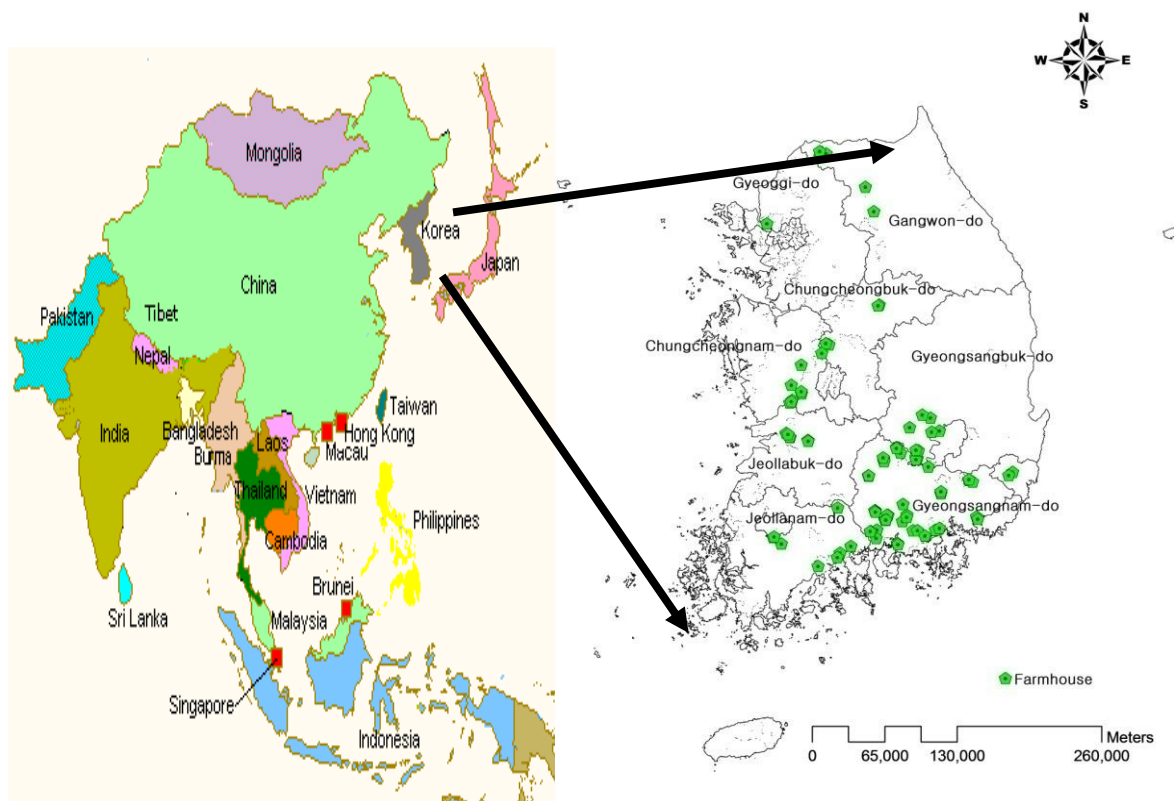 Mongolia
Korea
Japan
China
Tibet
Pakistan
Nepal
India
Bangladesh
Burma
Laos
Taiwan
Hong Kong
Macau
Thailand
Vietnam
Philippines
Cambodia
Sri Lanka
Brunei
Malaysia
Singapore
Indonesia
N
W E
S
Gyeoggi-do
Gangwon-do
Chungcheongbuk-do
Chungcheongnam-do
Gyeongsangbuk-do
Jeollabuk-do
Gyeongsangnam-do
Jeollanam-do
Farmhouse
Meters
0 65,000 130,000 260,000